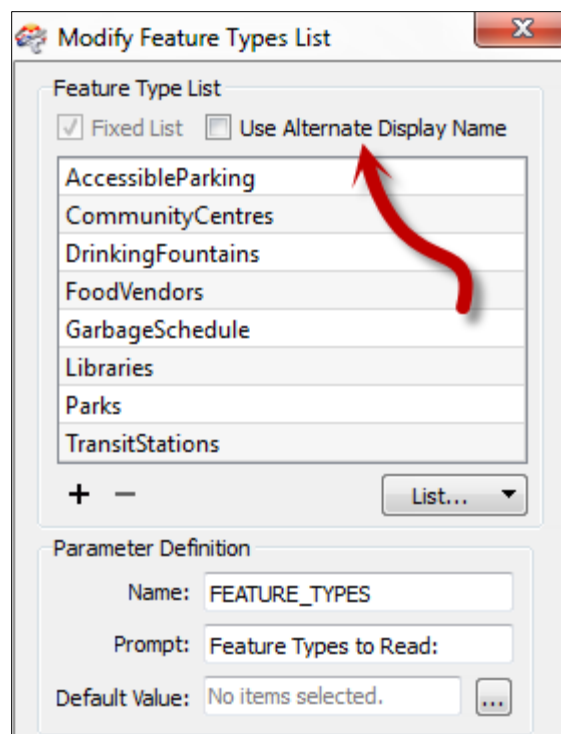 Modify Feature Types List
Feature Type List
Fixed List Use Alternate Display Name
AccessibleParking
CommunityCentres
DrinkingFountains
FoodVendors
GarbageSchedule
Libraries
Parks
TransitStations
+ − List...
Parameter Definition
Name: FEATURE_TYPES
Prompt: Feature Types to Read:
Default Value: No items selected. ...